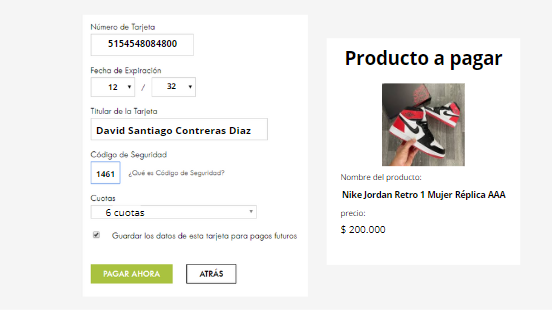 Número de Tarjeta
5154548084800
Fecha de Expiración
12 / 32
Titular de la Tarjeta
David Santiago Contreras Diaz
Código de Seguridad
1461 ¿Qué es Código de Seguridad?
Cuotas
6 cuotas
Guardar los datos de esta tarjeta para pagos futuros
PAGAR AHORA ATRÁS
Producto a pagar
Nombre del producto:
Nike Jordan Retro 1 Mujer Réplica AAA
precio:
$ 200.000